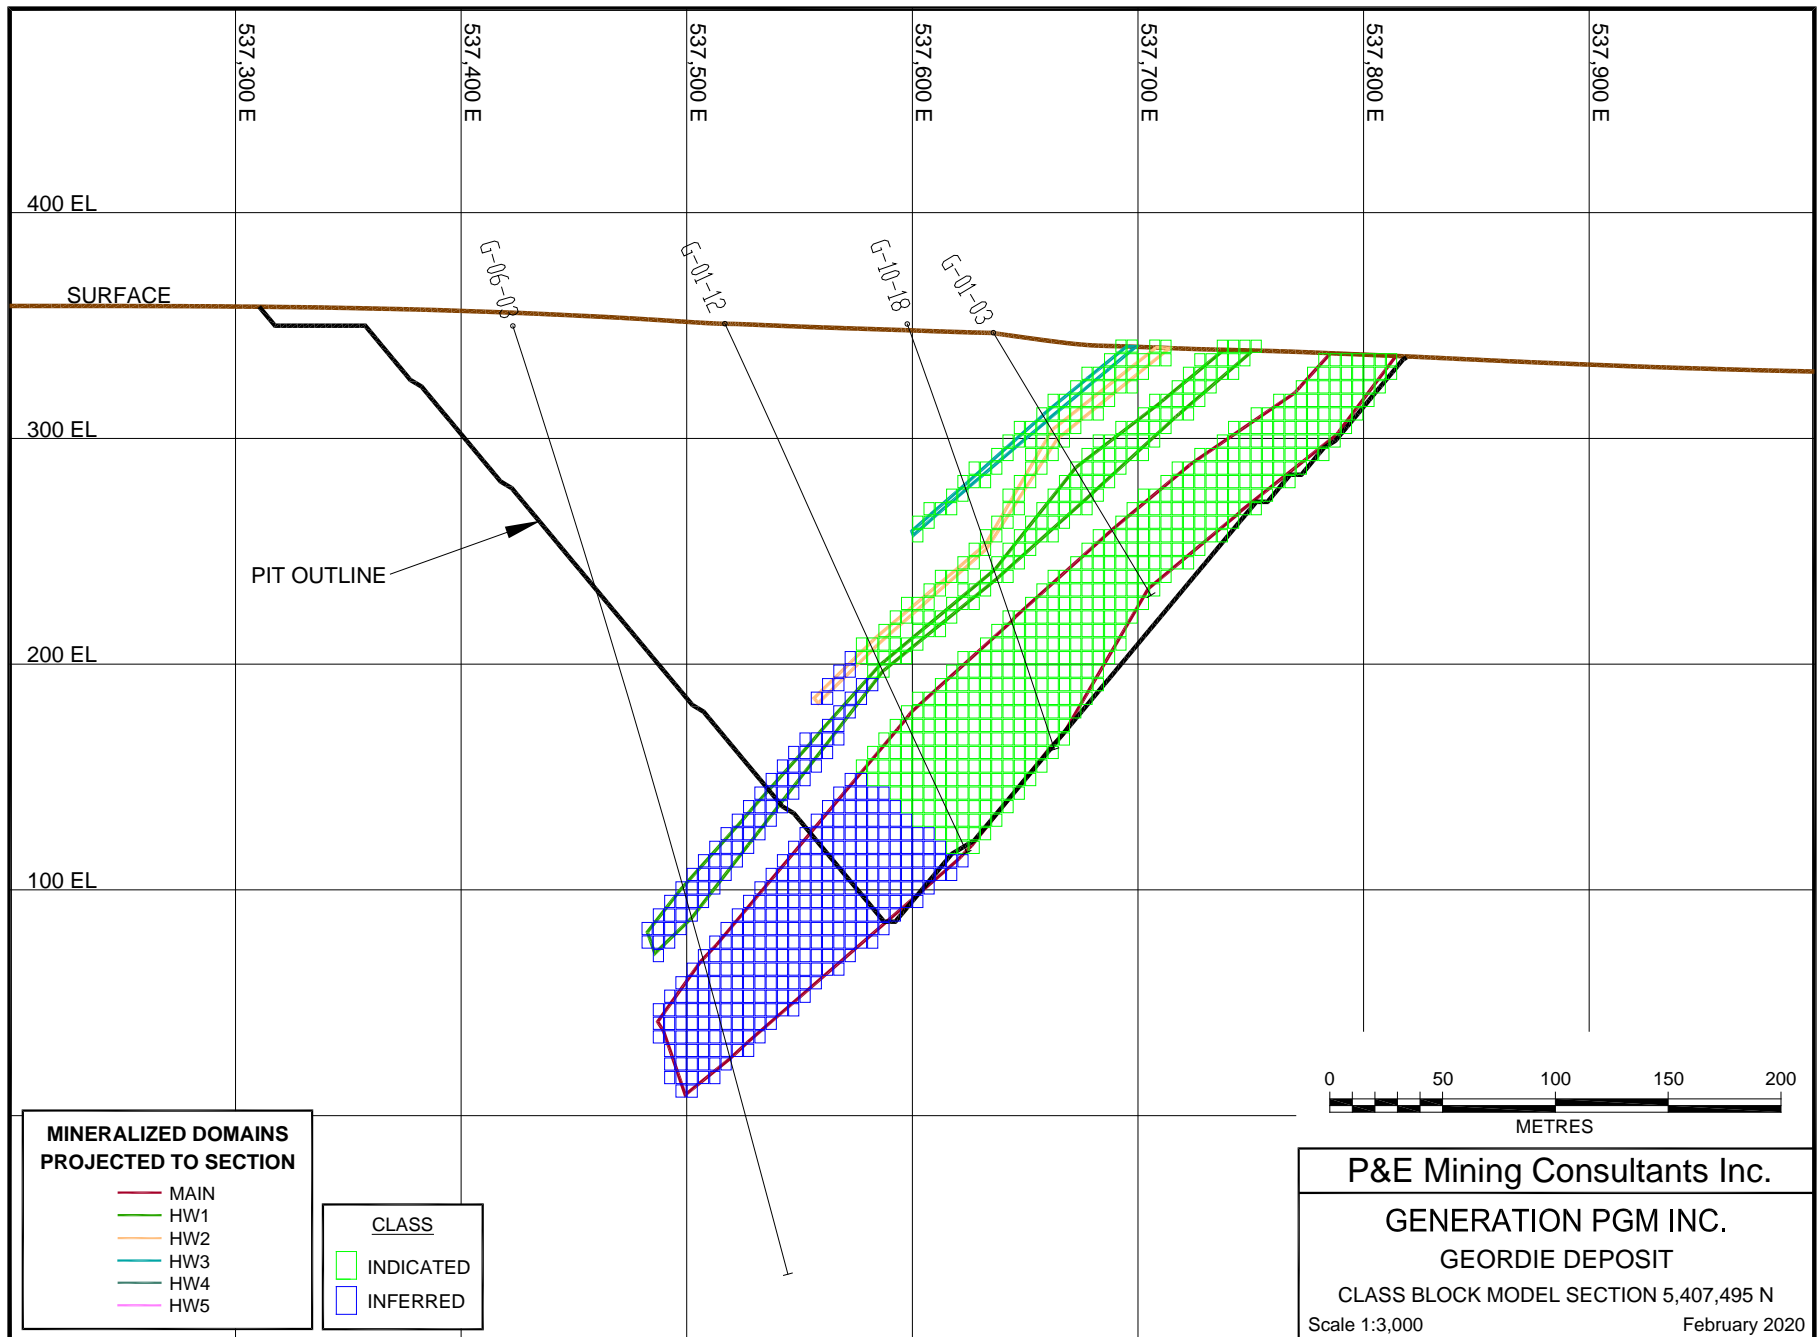 537,300 E
537,400 E
537,500 E
537,600 E
537,700 E
537,800 E
537,900 E
400 EL
G-06-03
G-01-12
G-10-18
G-01-03
SURFACE
300 EL
PIT OUTLINE
200 EL
100 EL
0 50 100 150 200
METRES
MINERALIZED DOMAINS
PROJECTED TO SECTION
MAIN
HW1
HW2
HW3
HW4
HW5
CLASS
INDICATED
INFERRED
P&E Mining Consultants Inc.
GENERATION PGM INC.
GEORDIE DEPOSIT
CLASS BLOCK MODEL SECTION 5,407,495 N
Scale 1:3,000 February 2020